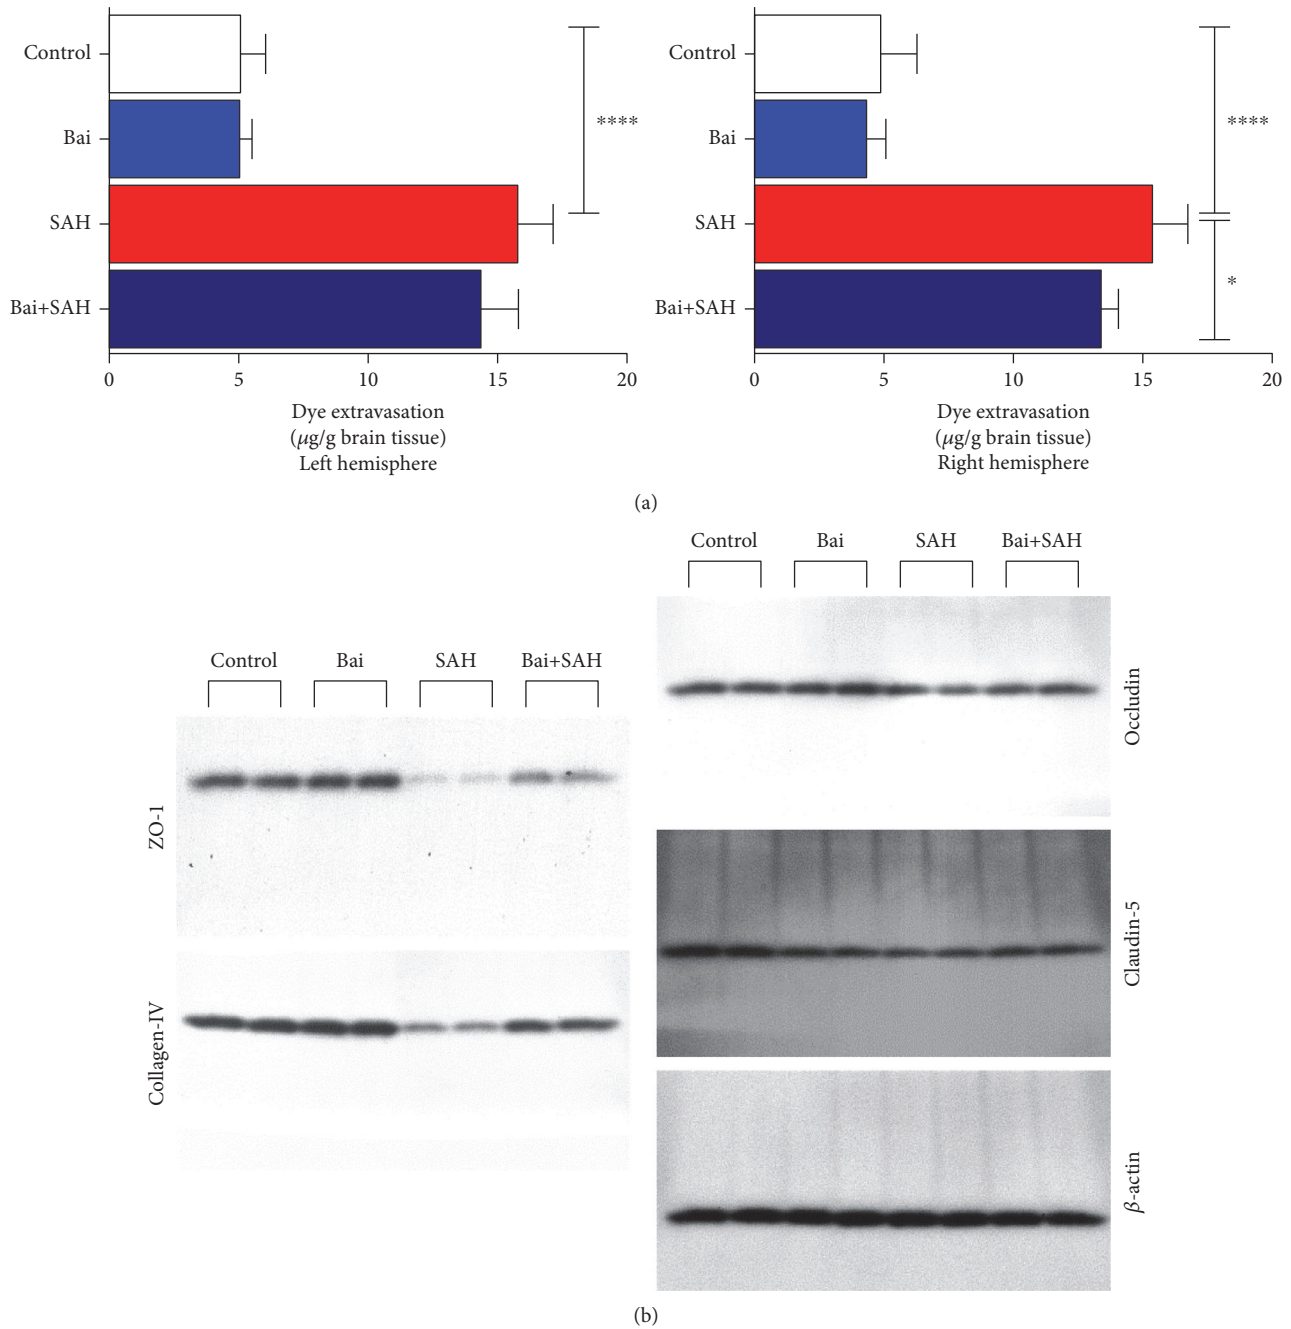 Control
Bai
SAH
Bai+SAH
****
0 5 10 15 20
Dye extravasation
(μg/g brain tissue)
Left hemisphere
Control
Bai
SAH
Bai+SAH
****
*
0 5 10 15 20
Dye extravasation
(μg/g brain tissue)
Right hemisphere
(a)
Control Bai SAH Bai+SAH
ZO-1
Collagen-IV
Control Bai SAH Bai+SAH
Occludin
Claudin-5
β-actin
(b)